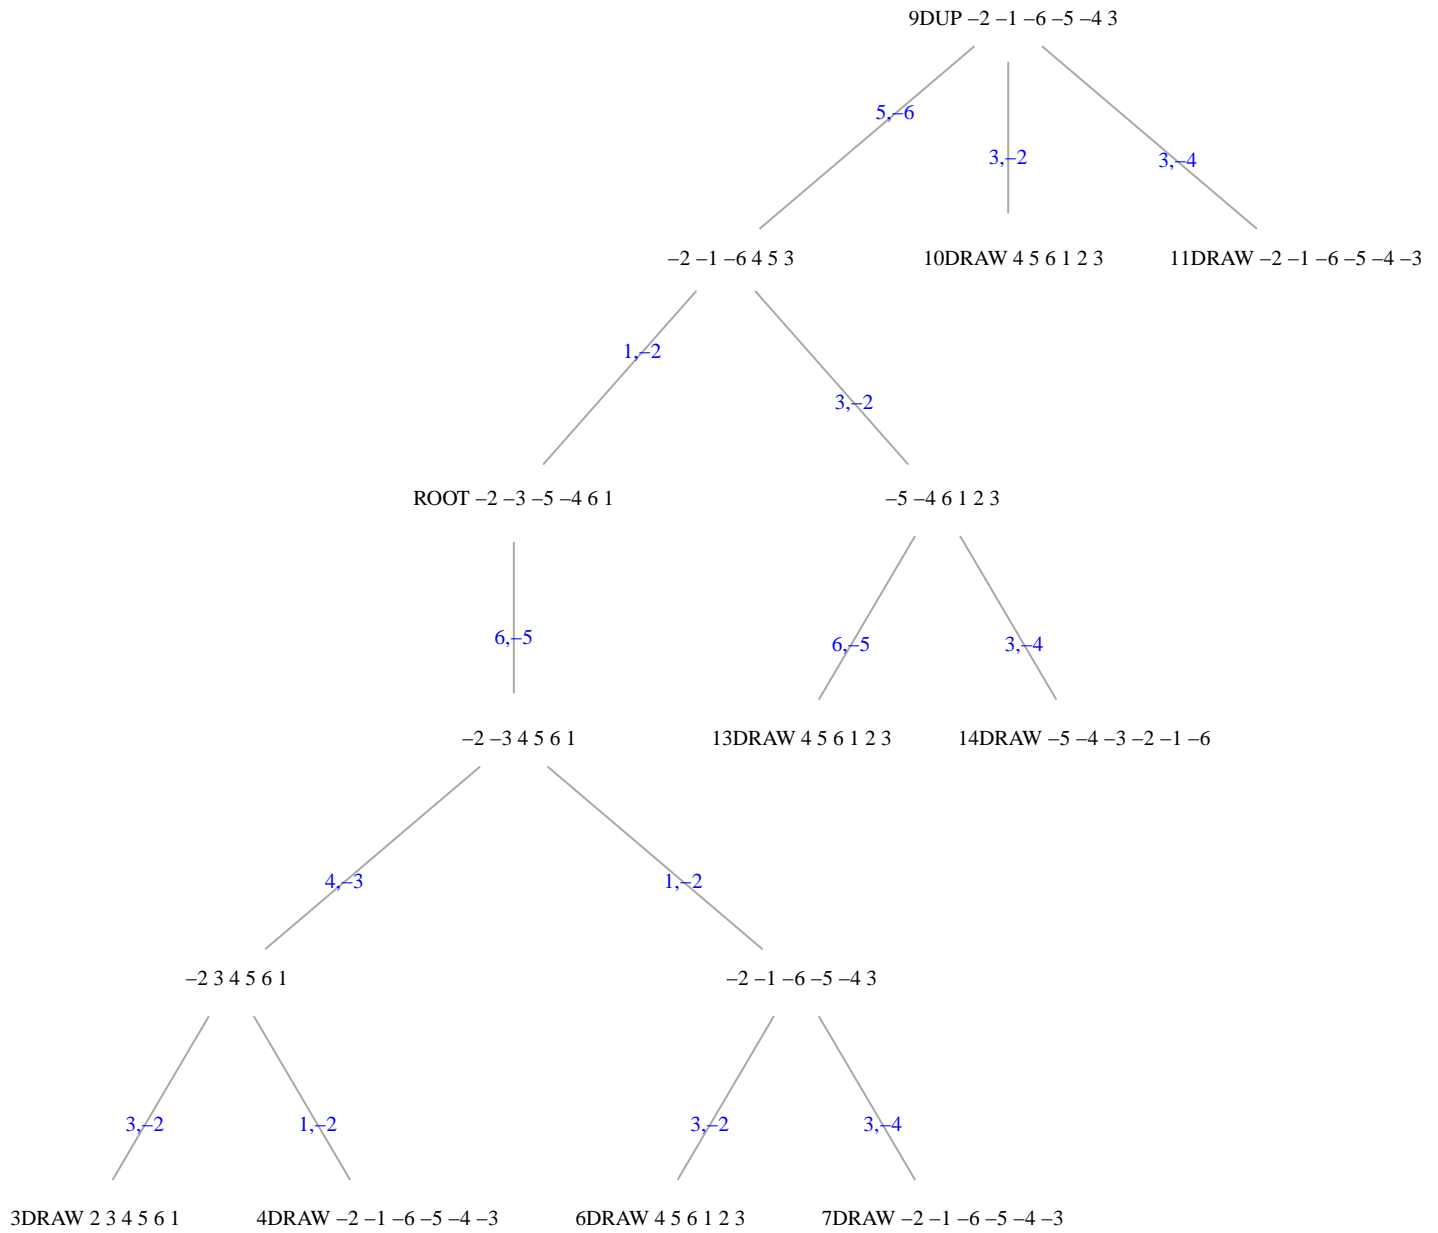 9DUP –2 –1 –6 –5 –4 3
5,–6
3,–2
3,–4
–2 –1 –6 4 5 3
10DRAW 4 5 6 1 2 3
11DRAW –2 –1 –6 –5 –4 –3
1,–2
3,–2
ROOT –2 –3 –5 –4 6 1
–5 –4 6 1 2 3
6,–5
6,–5
3,–4
–2 –3 4 5 6 1
13DRAW 4 5 6 1 2 3
14DRAW –5 –4 –3 –2 –1 –6
4,–3
1,–2
–2 3 4 5 6 1
–2 –1 –6 –5 –4 3
3,–2
1,–2
3,–2
3,–4
3DRAW 2 3 4 5 6 1
4DRAW –2 –1 –6 –5 –4 –3
6DRAW 4 5 6 1 2 3
7DRAW –2 –1 –6 –5 –4 –3